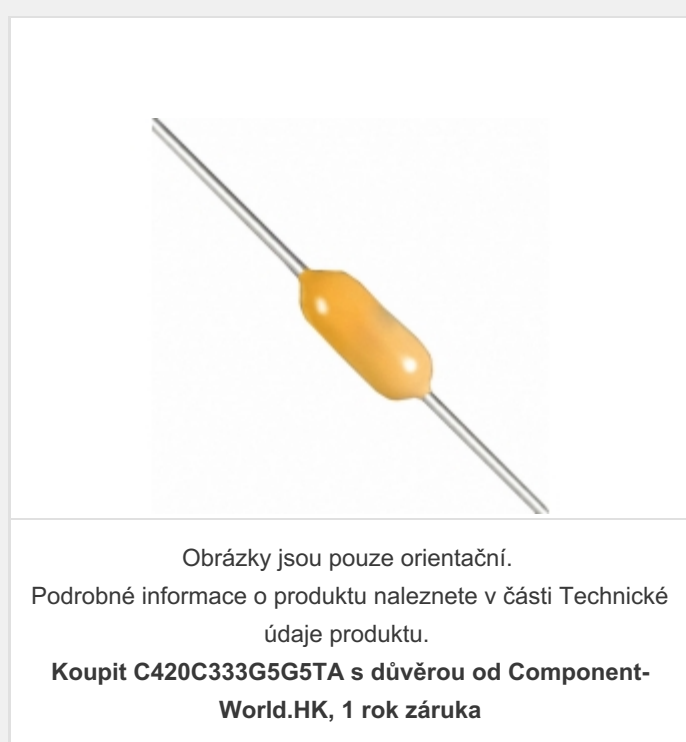 Obrázky jsou pouze orientační.
Podrobné informace o produktu naleznete v části Technické
údaje produktu.
Koupit C420C333G5G5TA s důvěrou od Component-
World.HK, 1 rok záruka